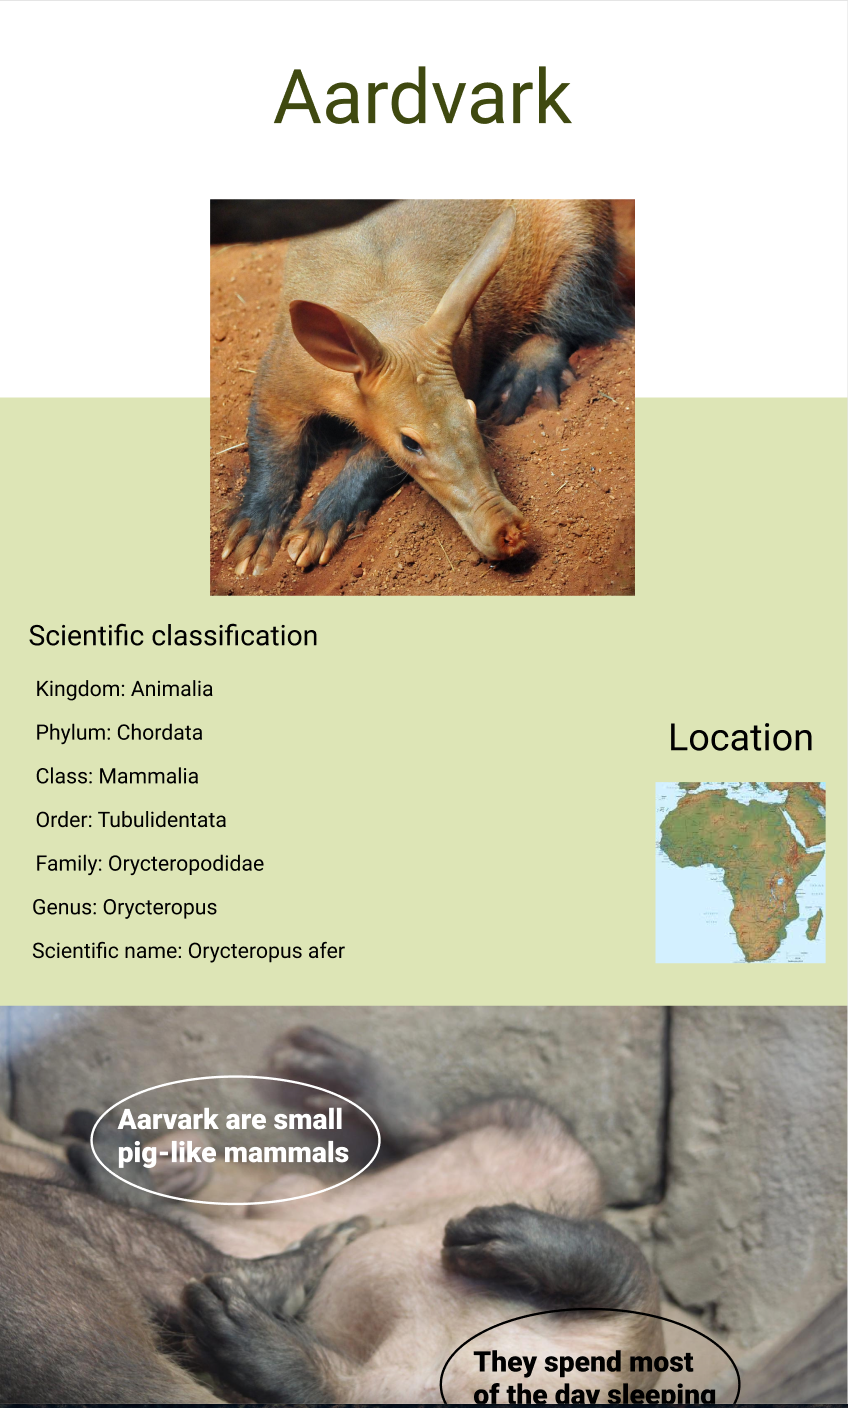 Aardvark
Scientific classification
Kingdom: Animalia
Phylum: Chordata
Class: Mammalia
Order: Tubulidentata
Family: Orycteropodidae
Genus: Orycteropus
Scientific name: Orycteropus afer
Location
Aarvark are small
pig-like mammals
They spend most
of the day sleeping